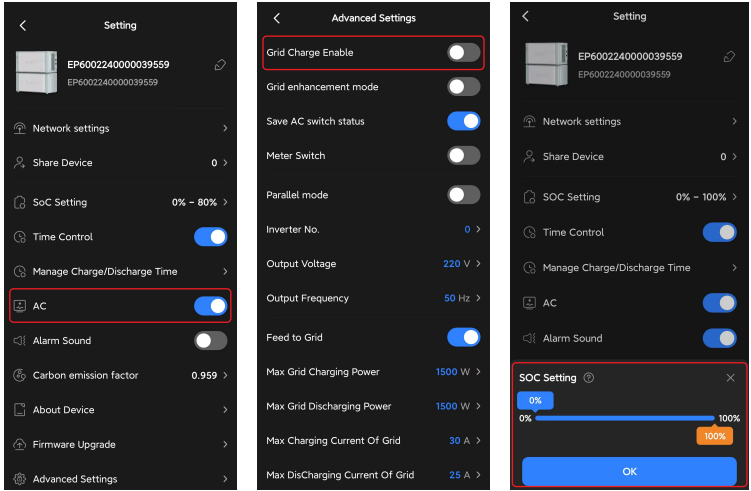 Setting
EP6002240000039559
EP6002240000039559
Network settings
Share Device 0
SoC Setting 0% – 80%
Time Control
Manage Charge/Discharge Time
AC
Alarm Sound
Carbon emission factor 0.959
About Device
Firmware Upgrade
Advanced Settings
Advanced Settings
Grid Charge Enable
Grid enhancement mode
Save AC switch status
Meter Switch
Parallel mode
Inverter No. 0
Output Voltage 220 V
Output Frequency 50 Hz
Feed to Grid
Max Grid Charging Power 1500 W
Max Grid Discharging Power 1500 W
Max Charging Current Of Grid 30 A
Max DisCharging Current Of Grid 25 A
Setting
EP6002240000039559
EP6002240000039559
Network settings
Share Device 0
SOC Setting 0% – 100%
Time Control
Manage Charge/Discharge Time
AC
Alarm Sound
SOC Setting
0%
0% 100%
100%
OK